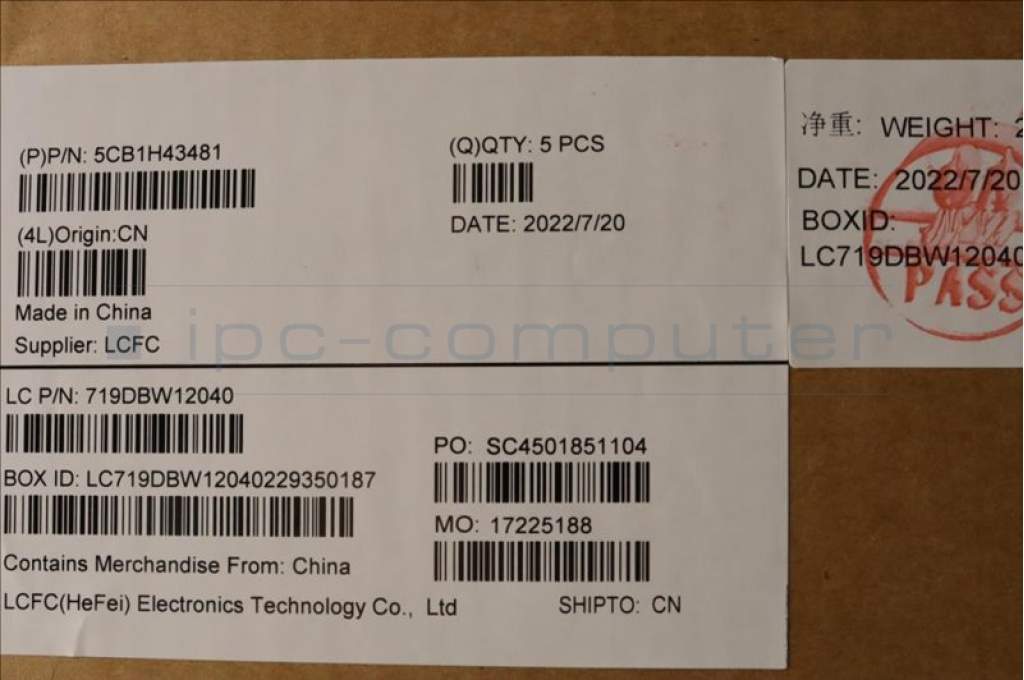 (P)P/N: 5CB1H43481
(Q)QTY: 5 PCS
(4L)Origin:CN
DATE: 2022/7/20
Made in China
Supplier: LCFC
LC P/N: 719DBW12040
PO: SC4501851104
BOX ID: LC719DBW12040229350187
MO: 17225188
Contains Merchandise From: China
LCFC(HeFei) Electronics Technology Co., Ltd
SHIPTO: CN
净重: WEIGHT: 2
DATE: 2022/7/20
BOXID:
LC719DBW12040
PASS
ipc-computer